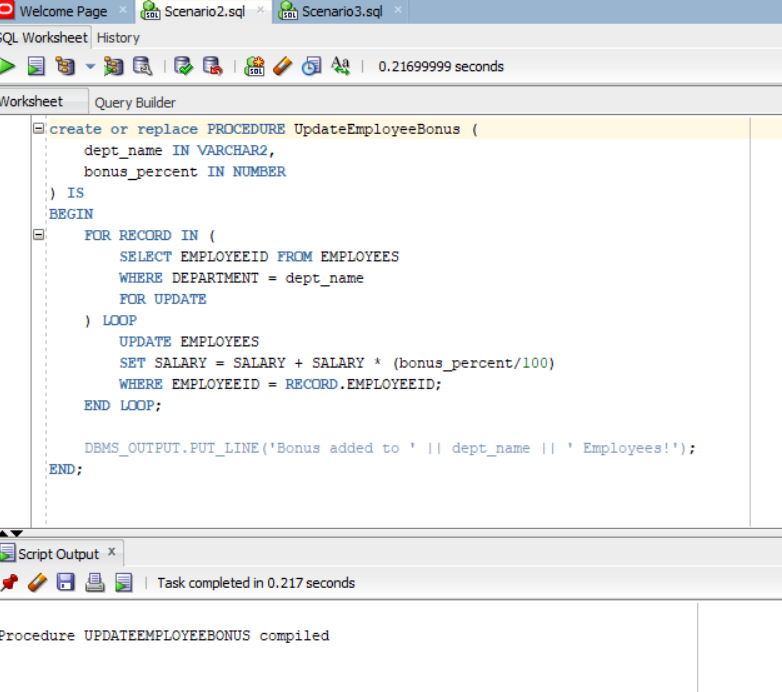 Welcome Page
Scenario2.sql
Scenario3.sql
SQL Worksheet History
0.21699999 seconds
Worksheet Query Builder
create or replace PROCEDURE UpdateEmployeeBonus (
    dept_name IN VARCHAR2,
    bonus_percent IN NUMBER
) IS
BEGIN
    FOR RECORD IN (
        SELECT EMPLOYEEID FROM EMPLOYEES
        WHERE DEPARTMENT = dept_name
        FOR UPDATE
    ) LOOP
        UPDATE EMPLOYEES
        SET SALARY = SALARY + SALARY * (bonus_percent/100)
        WHERE EMPLOYEEID = RECORD.EMPLOYEEID;
    END LOOP;
    DBMS_OUTPUT.PUT_LINE('Bonus added to ' || dept_name || ' Employees!');
END;
Script Output x
Task completed in 0.217 seconds
Procedure UPDATEEMPLOYEEBONUS compiled